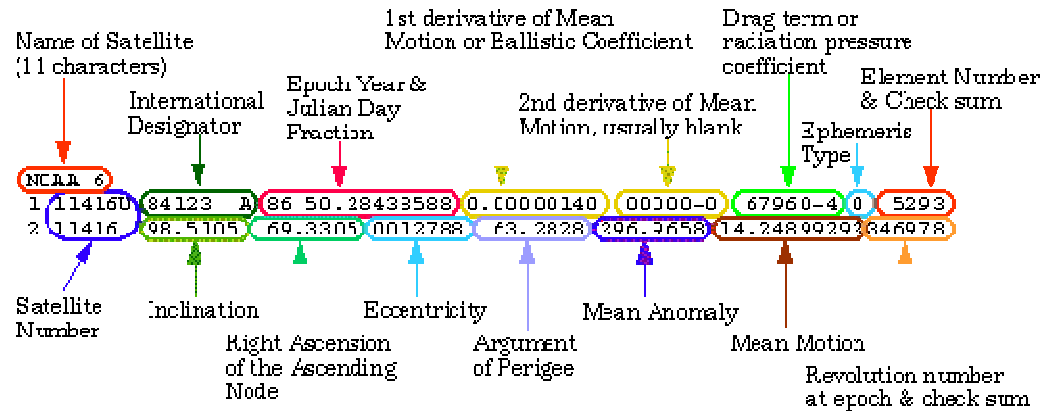 1st derivative of Mean
Motion or Ballistic Coefficient
Drag term or
radiation pressure
coefficient
Name of Satellite
(11 characters)
Epoch Year &
Julian Day
Fraction
Element Number
& Check sum
International
Designator
2nd derivative of Mean
Motion, usually blank
Ephemeris
Type
NOAA 6
1 11416U 84123 A 86 50.28433588 0.00000140 00000-0 67960-4 0 5293
2 11416 98.5105 69.3305 0012788 63.2828 296.9658 14.24899292 346978
Satellite
Number
Inclination
Eccentricity
Mean Anomaly
Right Ascension
of the Ascending
Node
Argument
of Perigee
Mean Motion
Revolution number
at epoch & check sum